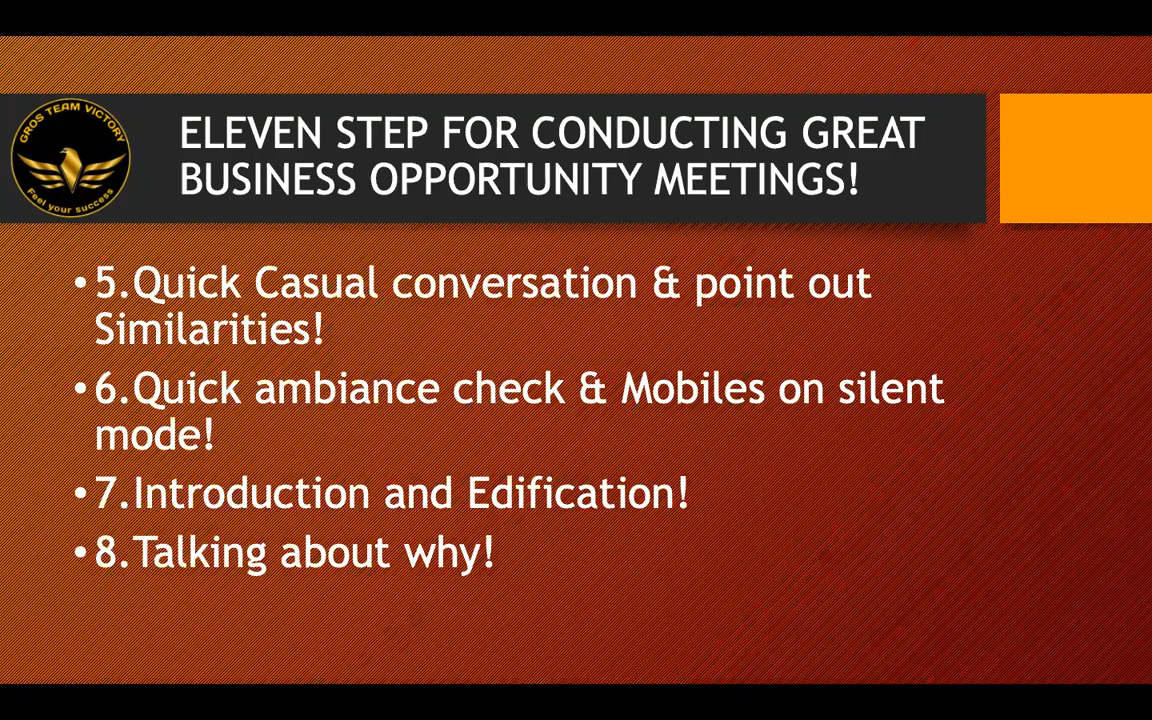 GROS TEAM VICTORY
Feel your success
ELEVEN STEP FOR CONDUCTING GREAT
BUSINESS OPPORTUNITY MEETINGS!
•5.Quick Casual conversation & point out
Similarities!
•6.Quick ambiance check & Mobiles on silent
mode!
•7.Introduction and Edification!
•8.Talking about why!